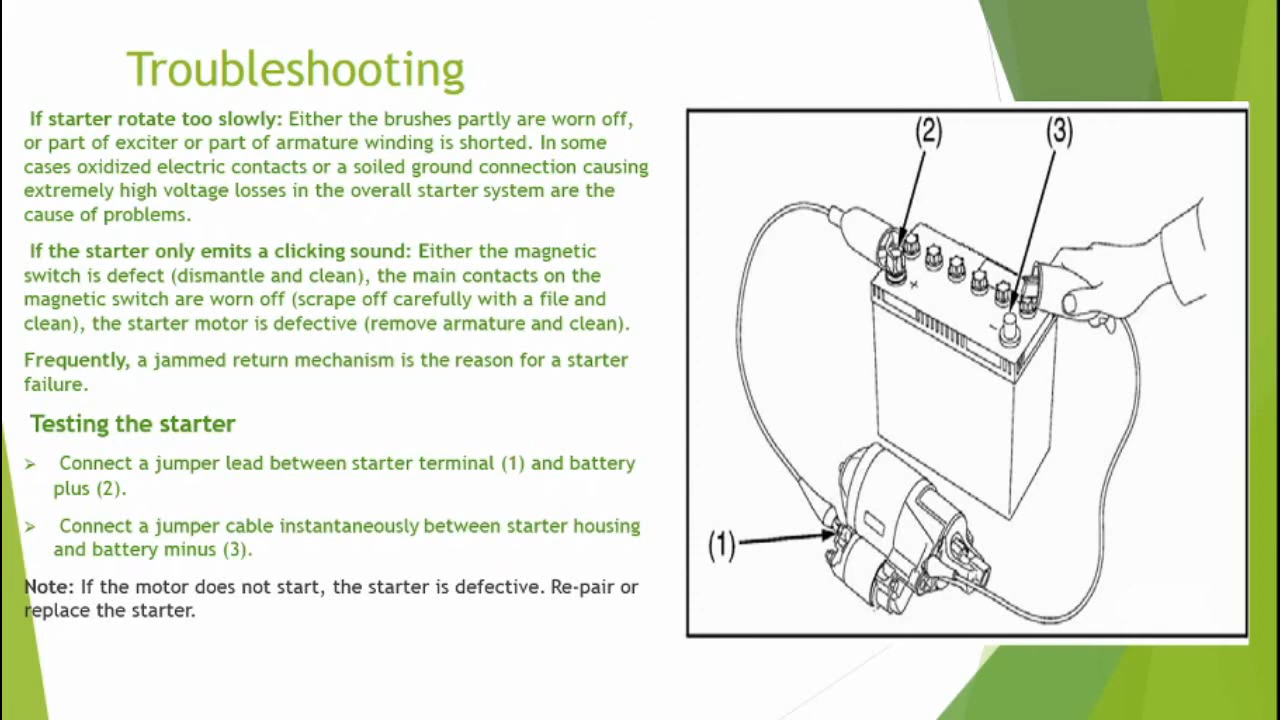 Troubleshooting
If starter rotate too slowly: Either the brushes partly are worn off,
or part of exciter or part of armature winding is shorted. In some
cases oxidized electric contacts or a soiled ground connection causing
extremely high voltage losses in the overall starter system are the
cause of problems.
If the starter only emits a clicking sound: Either the magnetic
switch is defect (dismantle and clean), the main contacts on the
magnetic switch are worn off (scrape off carefully with a file and
clean), the starter motor is defective (remove armature and clean).
Frequently, a jammed return mechanism is the reason for a starter
failure.
Testing the starter
➢ Connect a jumper lead between starter terminal (1) and battery
plus (2).
➢ Connect a jumper cable instantaneously between starter housing
and battery minus (3).
Note: If the motor does not start, the starter is defective. Re-pair or
replace the starter.
(2) (3)
+
−
(1)